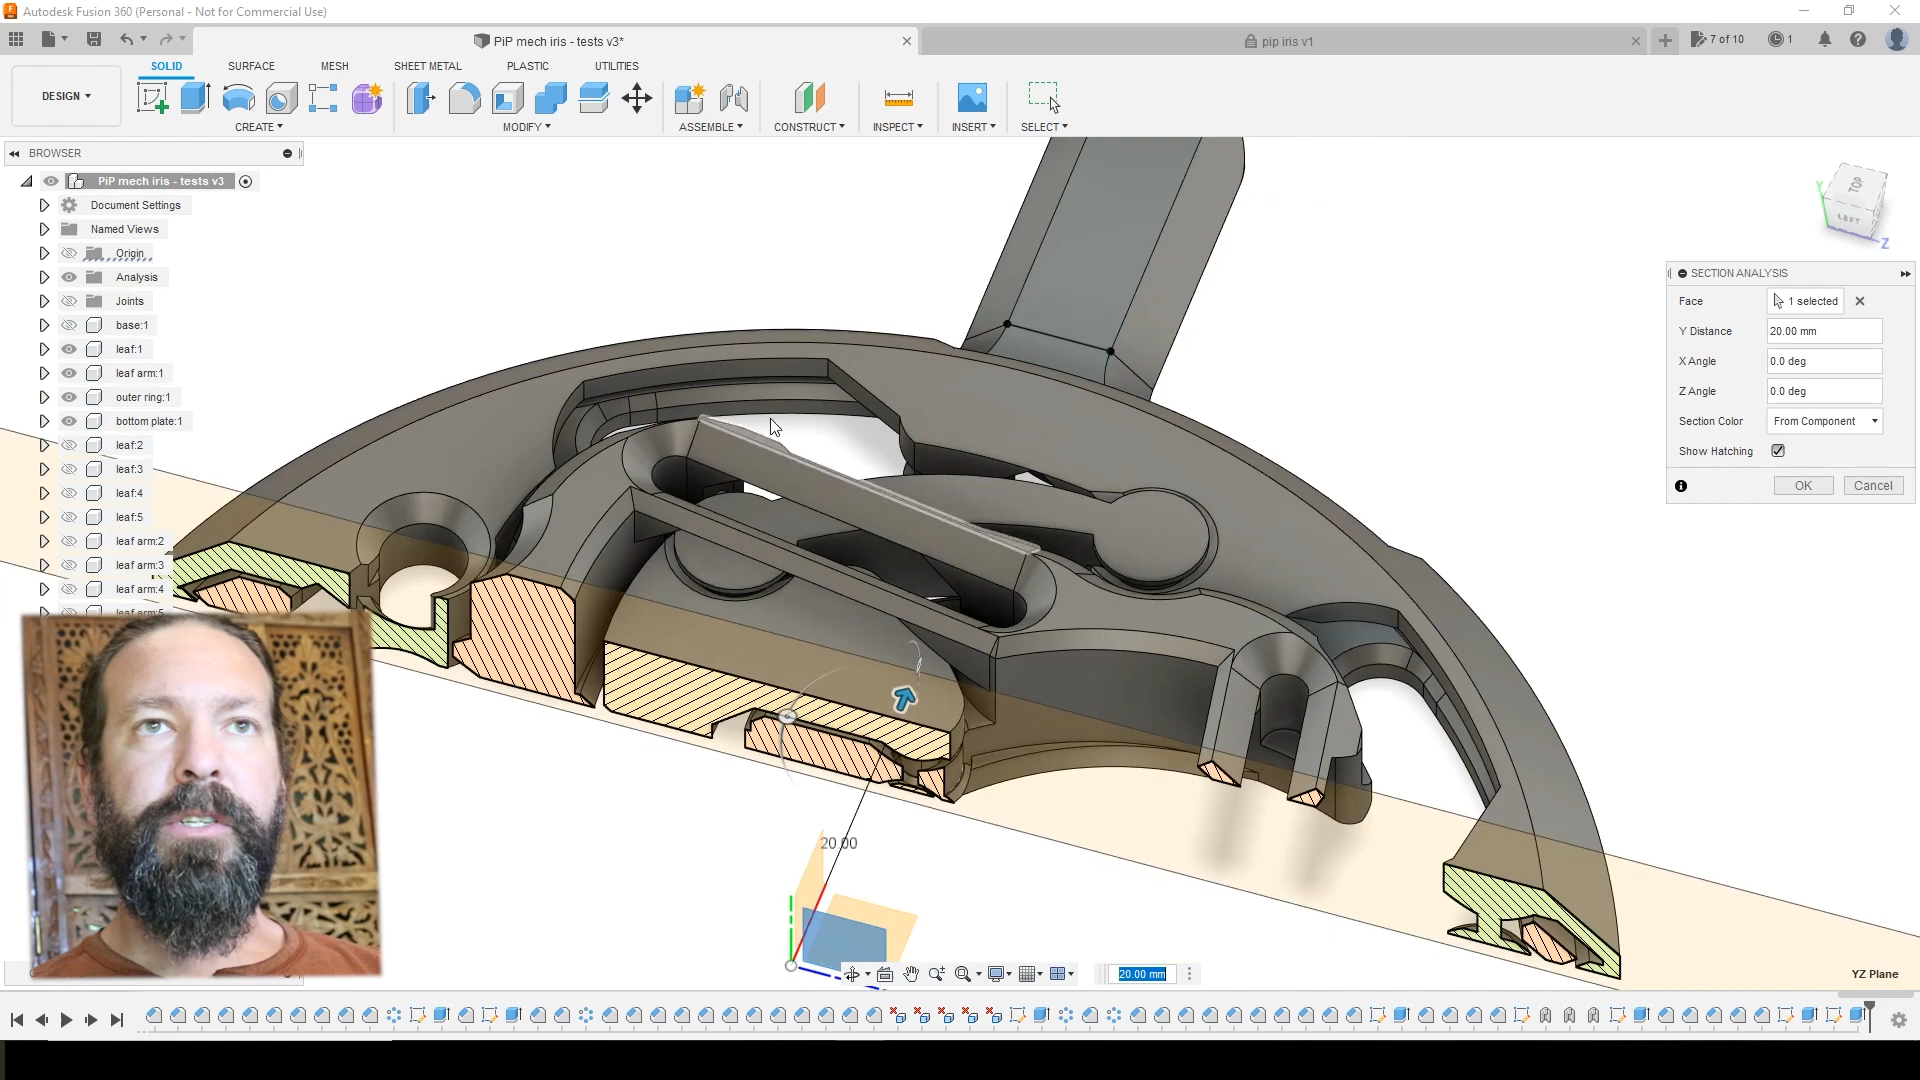 Autodesk Fusion 360 (Personal - Not for Commercial Use)
PiP mech iris - tests v3*
pip iris v1
7 of 10
1
DESIGN
SOLID
SURFACE
MESH
SHEET METAL
PLASTIC
UTILITIES
CREATE
MODIFY
ASSEMBLE
CONSTRUCT
INSPECT
INSERT
SELECT
BROWSER
PiP mech iris - tests v3
Document Settings
Named Views
Origin
Analysis
Joints
base:1
leaf:1
leaf arm:1
outer ring:1
bottom plate:1
leaf:2
leaf:3
leaf:4
leaf:5
leaf arm:2
leaf arm:3
leaf arm:4
leaf arm:5
TOP
LEFT
Y
Z
SECTION ANALYSIS
Face
1 selected
Y Distance
20.00 mm
X Angle
0.0 deg
Z Angle
0.0 deg
Section Color
From Component
Show Hatching
OK
Cancel
20.00
20.00 mm
YZ Plane